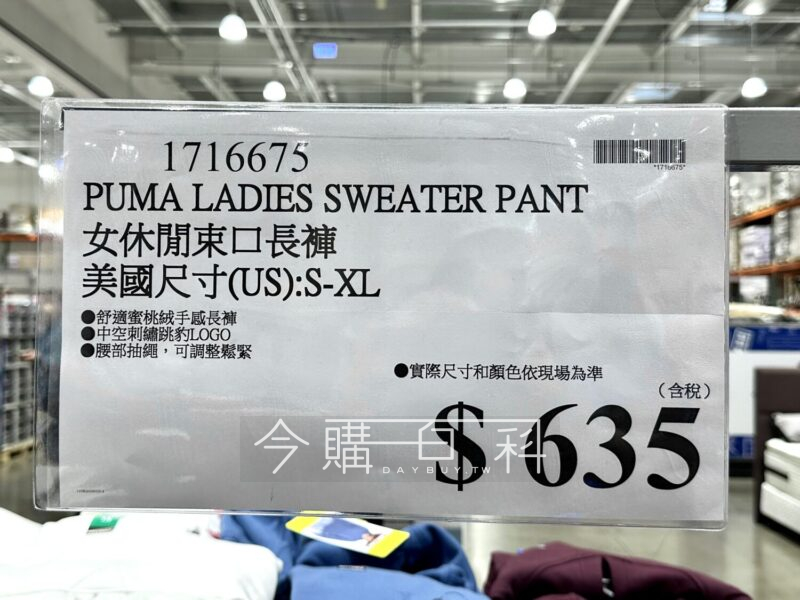 1716675
*1716675*
PUMA LADIES SWEATER PANT
女休閒束口長褲
美國尺寸(US):S-XL
●舒適蜜桃絨手感長褲
●中空刺繡跳豹LOGO
●腰部抽繩，可調整鬆緊
●實際尺寸和顏色依現場為準
(含稅)
$ 635
今購百科
DAYBUY.TW